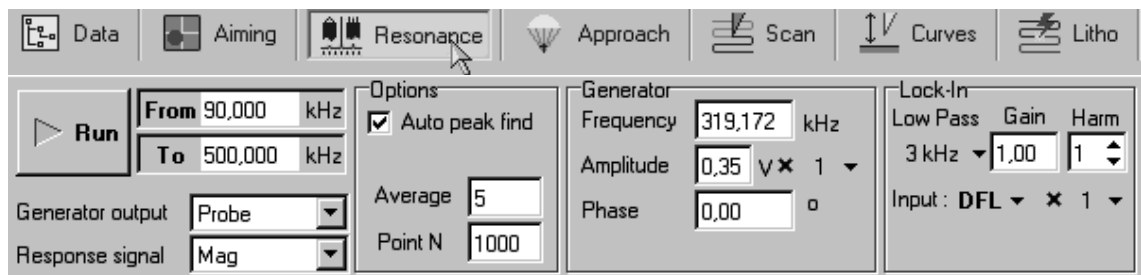 Data Aiming Resonance Approach Scan Curves Litho
Run
From 90,000 kHz
To 500,000 kHz
Generator output Probe
Response signal Mag
Options
Auto peak find
Average 5
Point N 1000
Generator
Frequency 319,172 kHz
Amplitude 0,35 V × 1
Phase 0,00 °
Lock-In
Low Pass Gain Harm
3 kHz 1,00 1
Input : DFL × 1